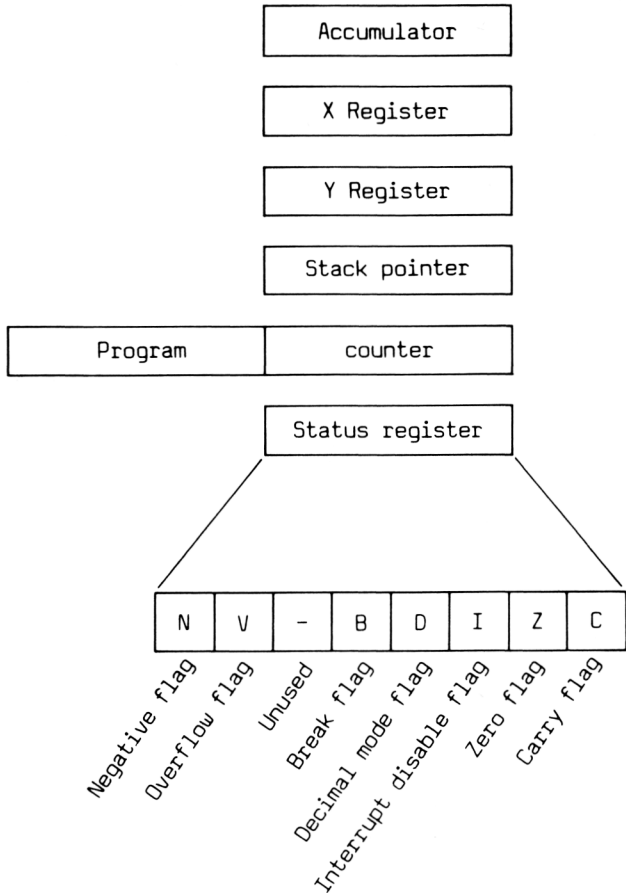 Accumulator
X Register
Y Register
Stack pointer
Program counter
Status register
N V – B D I Z C
Negative flag
Overflow flag
Unused
Break flag
Decimal mode flag
Interrupt disable flag
Zero flag
Carry flag